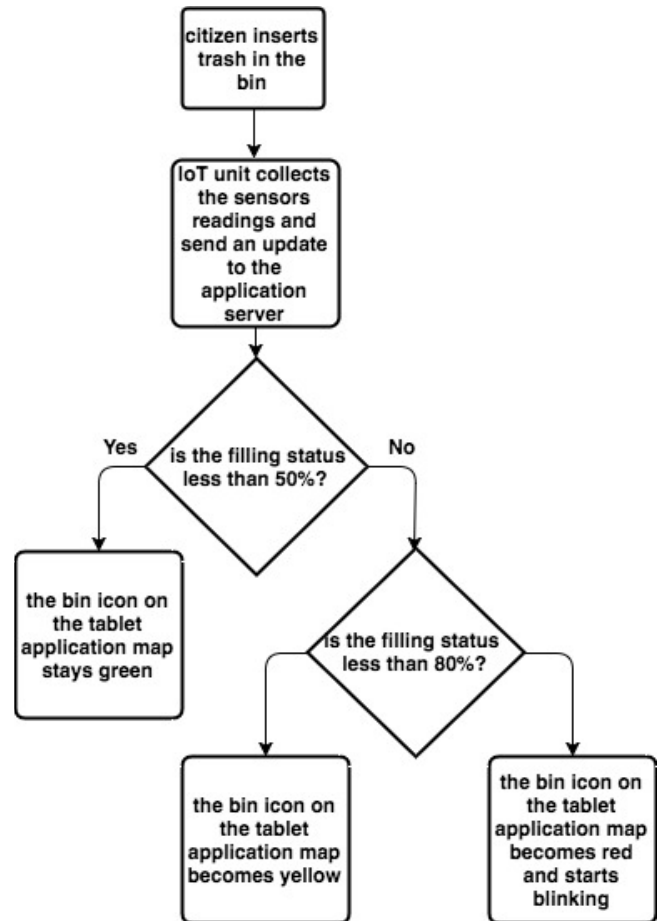 citizen inserts
trash in the
bin
IoT unit collects
the sensors
readings and
send an update
to the
application
server
Yes
No
is the filling status
less than 50%?
the bin icon on
the tablet
application map
stays green
Is the filling status
less than 80%?
the bin icon on
the tablet
application map
becomes yellow
the bin icon on
the tablet
application map
becomes red
and starts
blinking